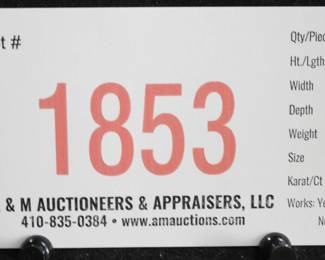 t #
1853
& M AUCTIONEERS & APPRAISERS, LLC
410-835-0384 • www.amauctions.com
Qty/Pie
Ht./Lgth
Width
Depth
Weight
Size
Karat/Ct
Works: Ye
N